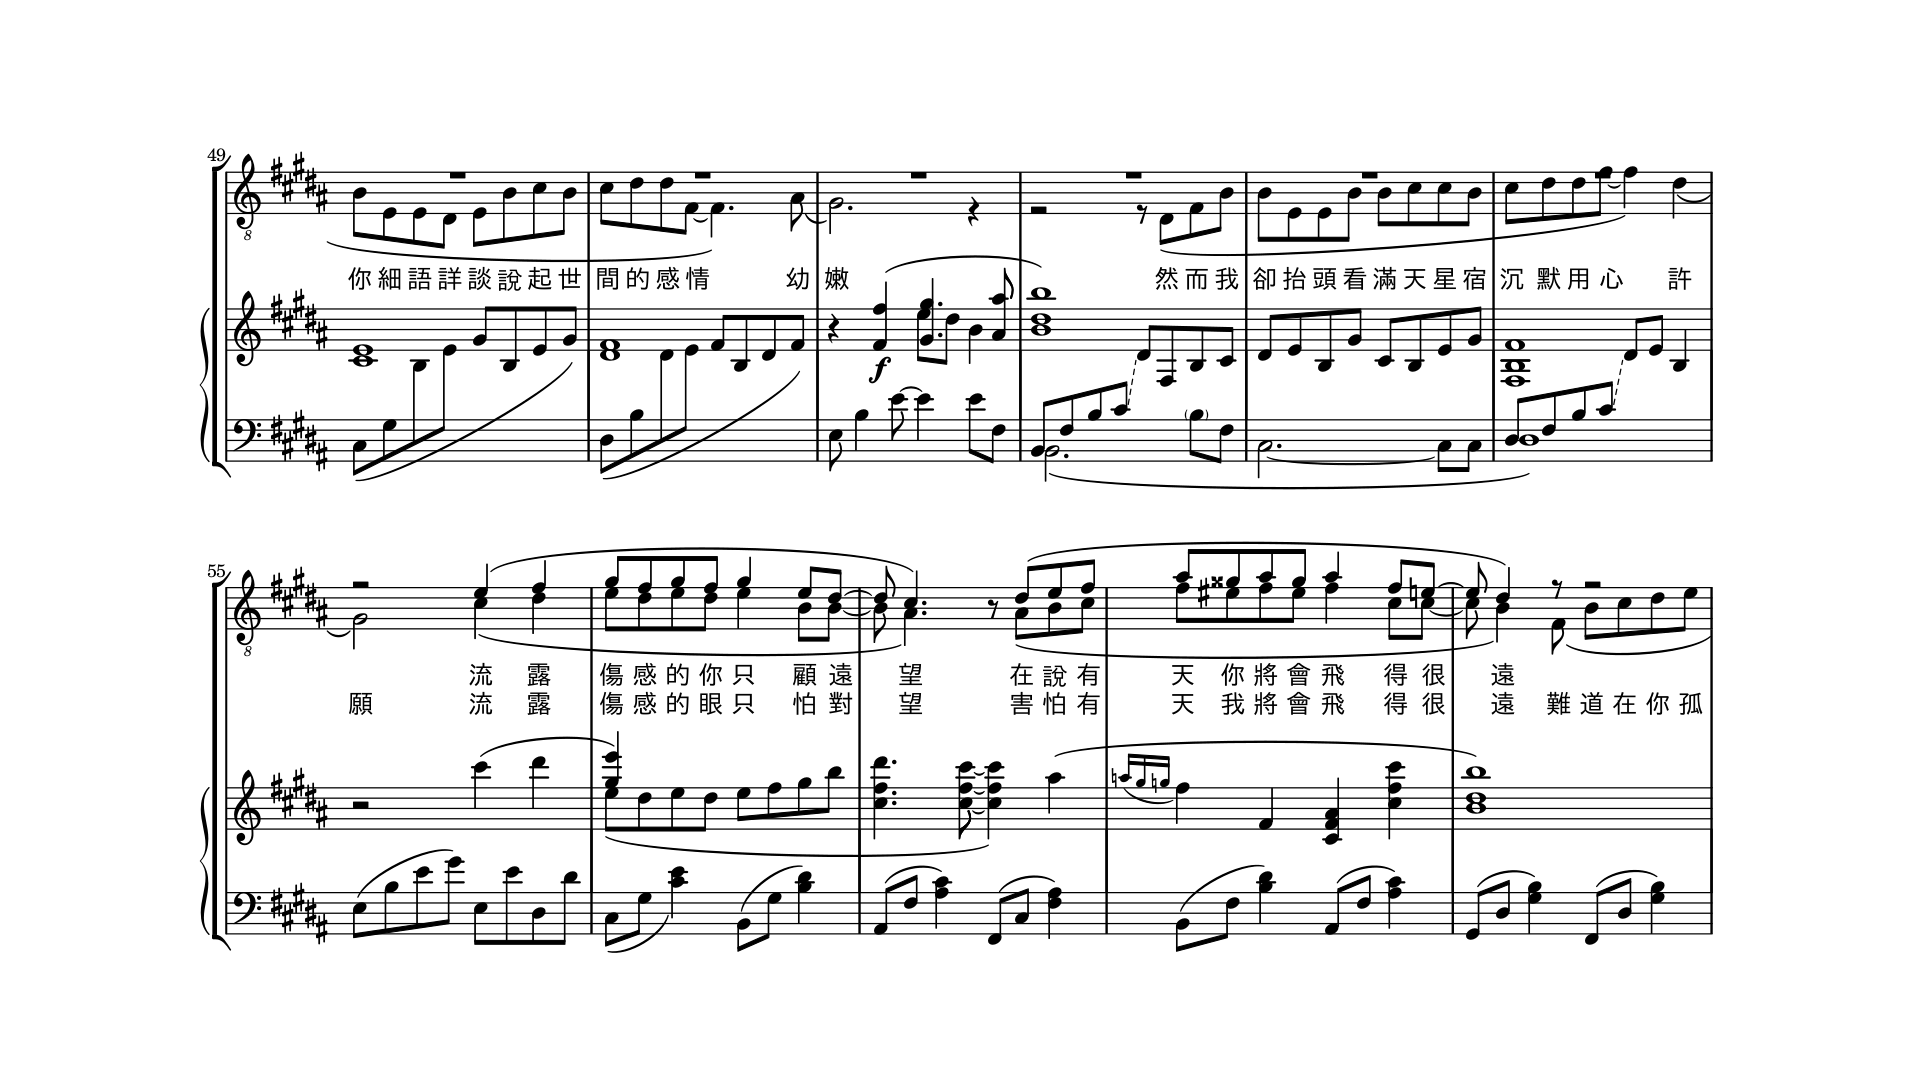 49
8
你 細 語 詳 談 說 起 世 間 的 感 情 幼 嫩 然 而 我 卻 抬 頭 看 滿 天 星 宿 沉 默 用 心 許
f
55
8
流 露 傷 感 的 你 只 顧 遠 望 在 說 有 天 你 將 會 飛 得 很 遠
願 流 露 傷 感 的 眼 只 怕 對 望 害 怕 有 天 我 將 會 飛 得 很 遠 難 道 在 你 孤